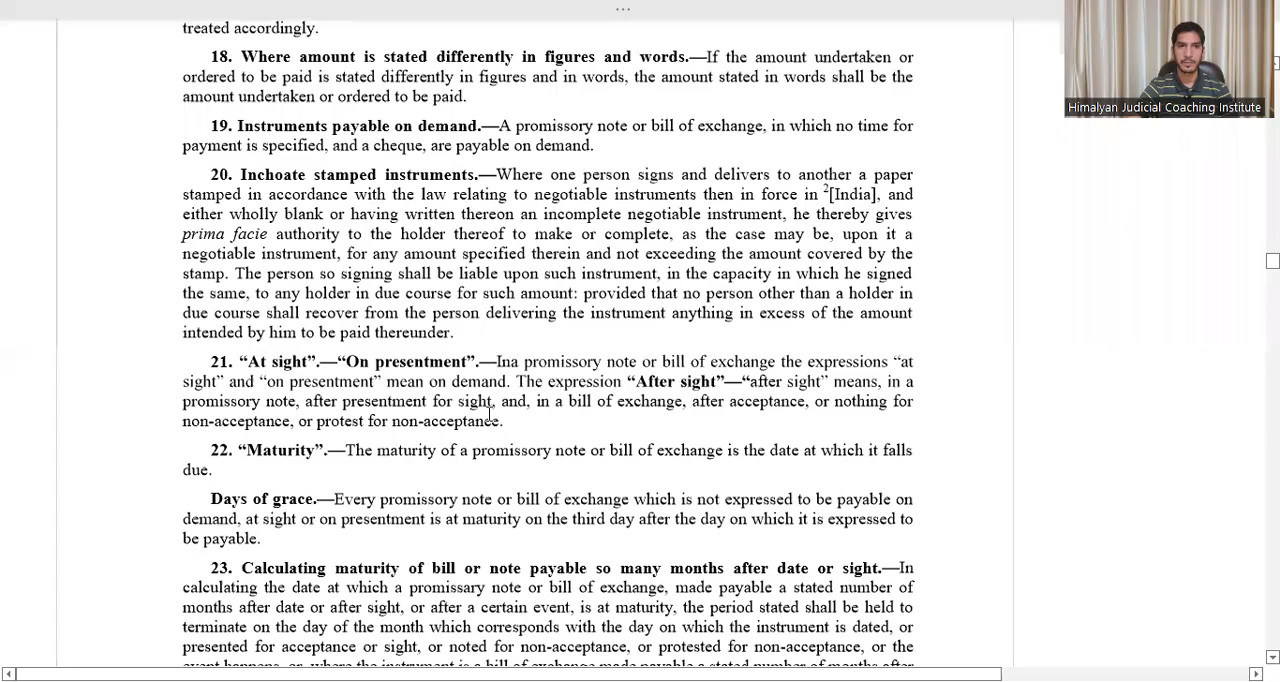 treated accordingly.
18. Where amount is stated differently in figures and words.—If the amount undertaken or
ordered to be paid is stated differently in figures and in words, the amount stated in words shall be the
amount undertaken or ordered to be paid.
19. Instruments payable on demand.—A promissory note or bill of exchange, in which no time for
payment is specified, and a cheque, are payable on demand.
20. Inchoate stamped instruments.—Where one person signs and delivers to another a paper
stamped in accordance with the law relating to negotiable instruments then in force in 2[India], and
either wholly blank or having written thereon an incomplete negotiable instrument, he thereby gives
prima facie authority to the holder thereof to make or complete, as the case may be, upon it a
negotiable instrument, for any amount specified therein and not exceeding the amount covered by the
stamp. The person so signing shall be liable upon such instrument, in the capacity in which he signed
the same, to any holder in due course for such amount: provided that no person other than a holder in
due course shall recover from the person delivering the instrument anything in excess of the amount
intended by him to be paid thereunder.
21. “At sight”.—“On presentment”.—Ina promissory note or bill of exchange the expressions “at
sight” and “on presentment” mean on demand. The expression “After sight”—“after sight” means, in a
promissory note, after presentment for sight, and, in a bill of exchange, after acceptance, or nothing for
non-acceptance, or protest for non-acceptance.
22. “Maturity”.—The maturity of a promissory note or bill of exchange is the date at which it falls
due.
Days of grace.—Every promissory note or bill of exchange which is not expressed to be payable on
demand, at sight or on presentment is at maturity on the third day after the day on which it is expressed to
be payable.
23. Calculating maturity of bill or note payable so many months after date or sight.—In
calculating the date at which a promissary note or bill of exchange, made payable a stated number of
months after date or after sight, or after a certain event, is at maturity, the period stated shall be held to
terminate on the day of the month which corresponds with the day on which the instrument is dated, or
presented for acceptance or sight, or noted for non-acceptance, or protested for non-acceptance, or the
event happens, or, where the instrument is a bill of exchange made payable a stated number of months after
Himalyan Judicial Coaching Institute